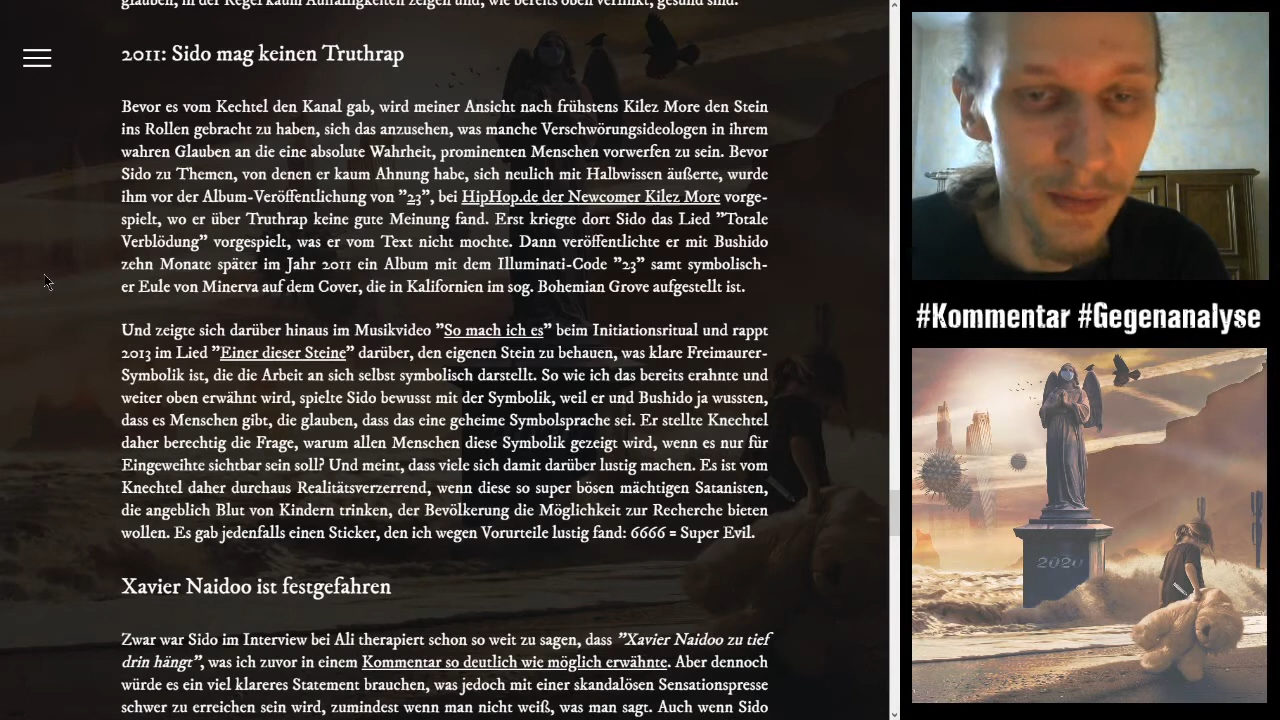 glauben, in der Regel kaum Auffälligkeiten zeigen und, wie bereits oben verlinkt, gesund sind.
2011: Sido mag keinen Truthrap
Bevor es vom Kechtel den Kanal gab, wird meiner Ansicht nach frühstens Kilez More den Stein
ins Rollen gebracht zu haben, sich das anzusehen, was manche Verschwörungsideologen in ihrem
wahren Glauben an die eine absolute Wahrheit, prominenten Menschen vorwerfen zu sein. Bevor
Sido zu Themen, von denen er kaum Ahnung habe, sich neulich mit Halbwissen äußerte, wurde
ihm vor der Album-Veröffentlichung von "23", bei HipHop.de der Newcomer Kilez More vorge-
spielt, wo er über Truthrap keine gute Meinung fand. Erst kriegte dort Sido das Lied "Totale
Verblödung" vorgespielt, was er vom Text nicht mochte. Dann veröffentlichte er mit Bushido
zehn Monate später im Jahr 2011 ein Album mit dem Illuminati-Code "23" samt symbolisch-
er Eule von Minerva auf dem Cover, die in Kalifornien im sog. Bohemian Grove aufgestellt ist.
Und zeigte sich darüber hinaus im Musikvideo "So mach ich es" beim Initiationsritual und rappt
2013 im Lied "Einer dieser Steine" darüber, den eigenen Stein zu behauen, was klare Freimaurer-
Symbolik ist, die die Arbeit an sich selbst symbolisch darstellt. So wie ich das bereits erahnte und
weiter oben erwähnt wird, spielte Sido bewusst mit der Symbolik, weil er und Bushido ja wussten,
dass es Menschen gibt, die glauben, dass das eine geheime Symbolsprache sei. Er stellte Knechtel
daher berechtig die Frage, warum allen Menschen diese Symbolik gezeigt wird, wenn es nur für
Eingeweihte sichtbar sein soll? Und meint, dass viele sich damit darüber lustig machen. Es ist vom
Knechtel daher durchaus Realitätsverzerrend, wenn diese so super bösen mächtigen Satanisten,
die angeblich Blut von Kindern trinken, der Bevölkerung die Möglichkeit zur Recherche bieten
wollen. Es gab jedenfalls einen Sticker, den ich wegen Vorurteile lustig fand: 6666 = Super Evil.
Xavier Naidoo ist festgefahren
Zwar war Sido im Interview bei Ali therapiert schon so weit zu sagen, dass "Xavier Naidoo zu tief
drin hängt", was ich zuvor in einem Kommentar so deutlich wie möglich erwähnte. Aber dennoch
würde es ein viel klareres Statement brauchen, was jedoch mit einer skandalösen Sensationspresse
schwer zu erreichen sein wird, zumindest wenn man nicht weiß, was man sagt. Auch wenn Sido
#Kommentar #Gegenanalyse
2020